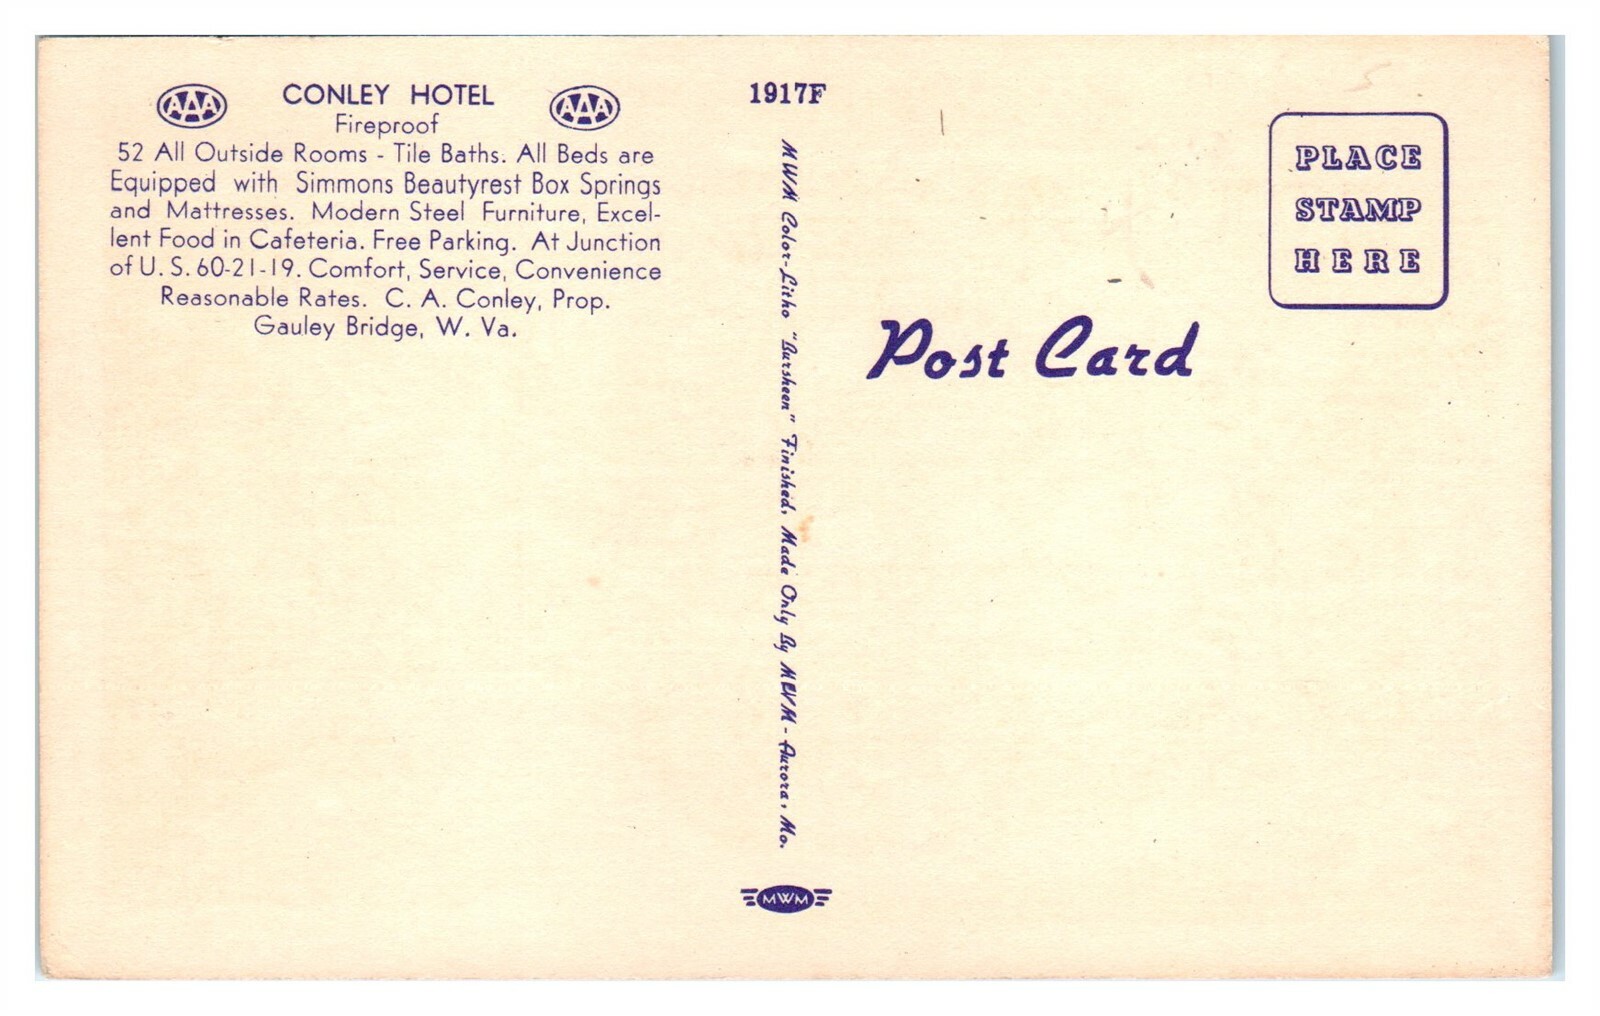 AAA CONLEY HOTEL AAA
Fireproof
52 All Outside Rooms - Tile Baths. All Beds are
Equipped with Simmons Beautyrest Box Springs
and Mattresses. Modern Steel Furniture, Excel-
lent Food in Cafeteria. Free Parking. At Junction
of U. S. 60-21-19. Comfort, Service, Convenience
Reasonable Rates. C. A. Conley, Prop.
Gauley Bridge, W. Va.
1917F
MWM Color-Litho "Bursheen" Finished, Made Only By MEVM - Aurora, Mo.
MWM
PLACE
STAMP
HERE
Post Card